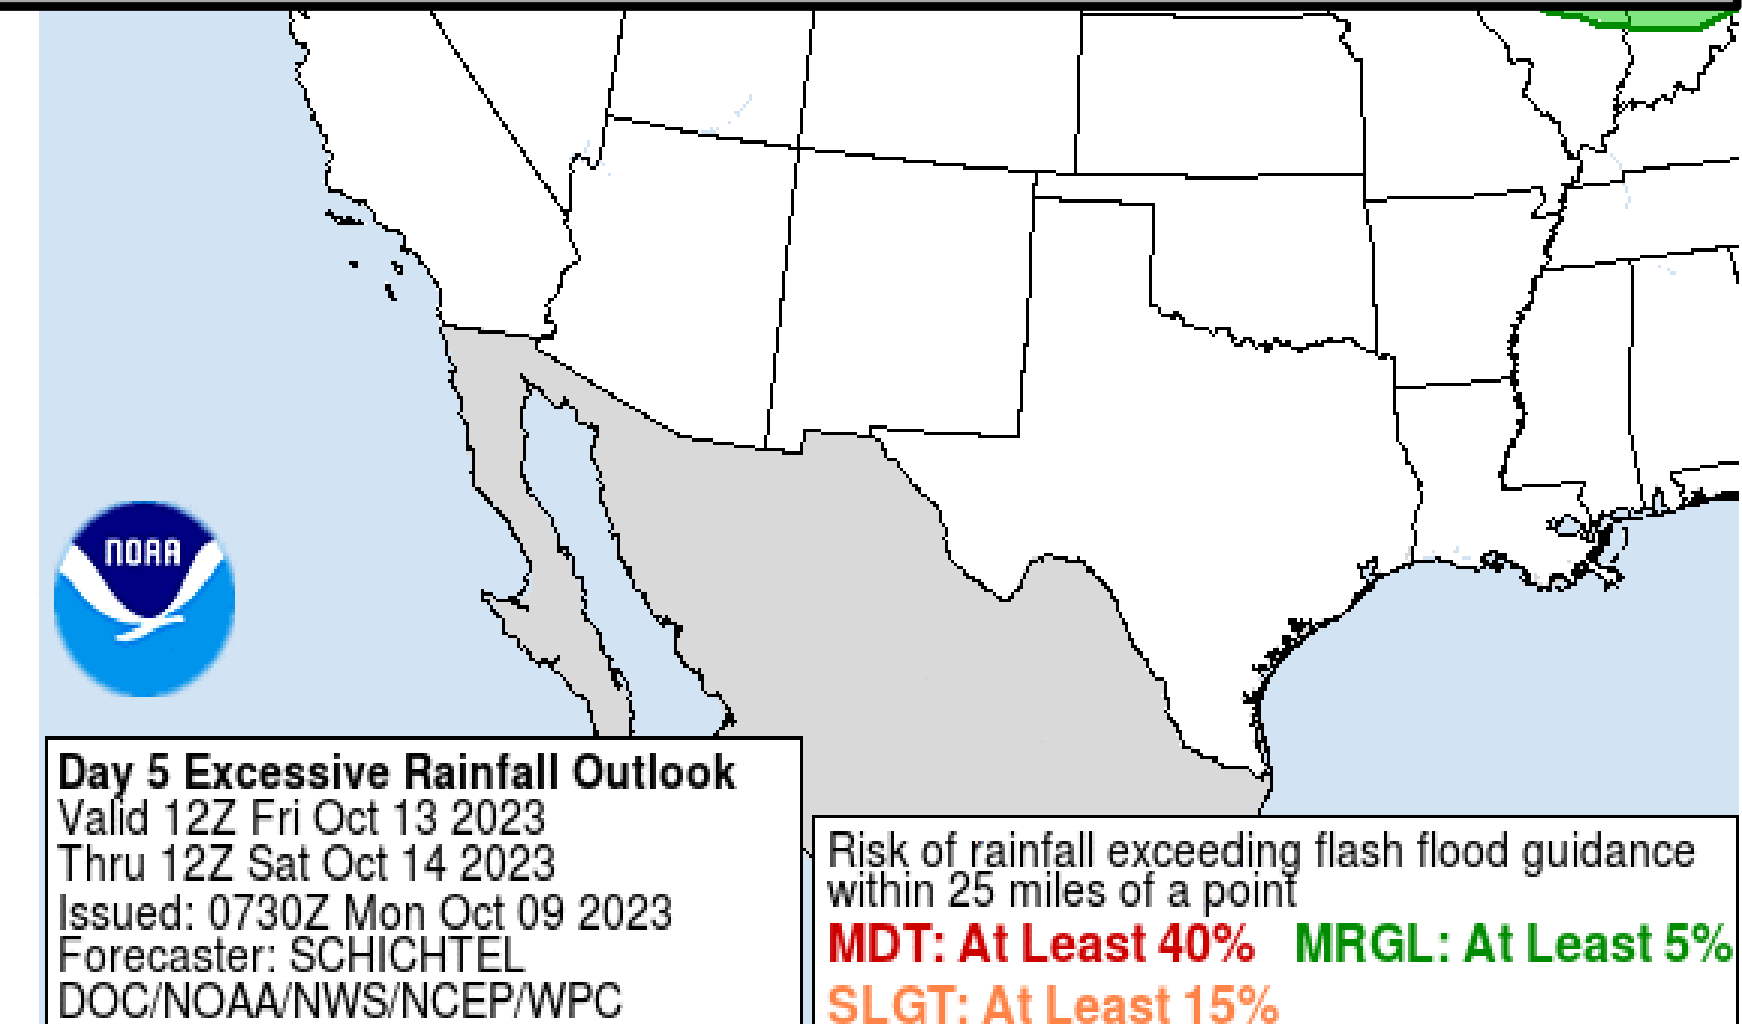 NOAA
Day 5 Excessive Rainfall Outlook
Valid 12Z Fri Oct 13 2023
Thru 12Z Sat Oct 14 2023
Issued: 0730Z Mon Oct 09 2023
Forecaster: SCHICHTEL
DOC/NOAA/NWS/NCEP/WPC
Risk of rainfall exceeding flash flood guidance
within 25 miles of a point
MDT: At Least 40% MRGL: At Least 5%
SLGT: At Least 15%